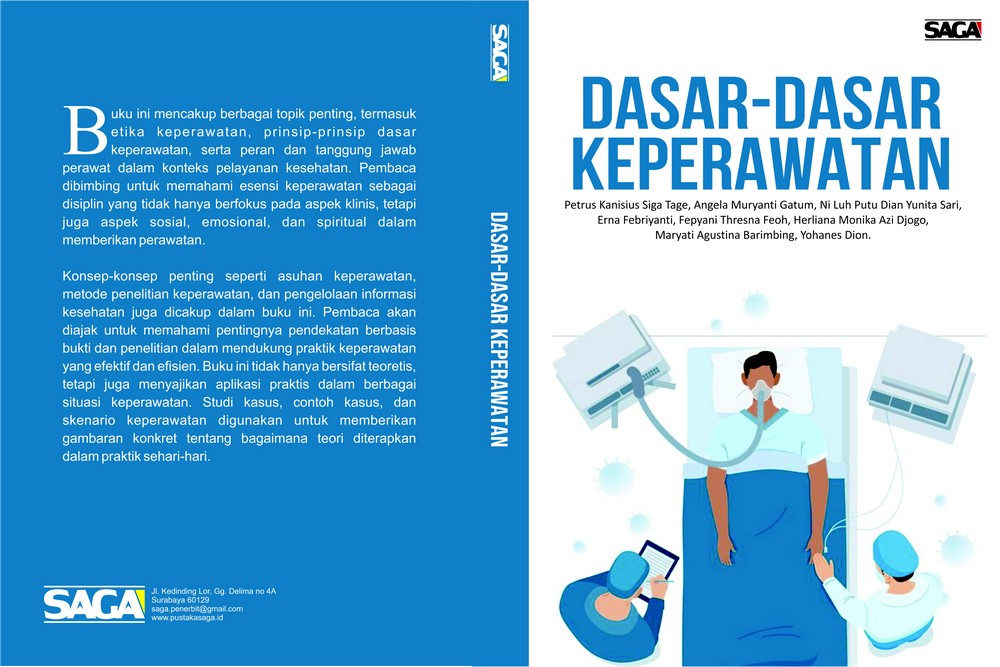 Buku ini mencakup berbagai topik penting, termasuk
etika keperawatan, prinsip-prinsip dasar
keperawatan, serta peran dan tanggung jawab
perawat dalam konteks pelayanan kesehatan. Pembaca
dibimbing untuk memahami esensi keperawatan sebagai
disiplin yang tidak hanya berfokus pada aspek klinis, tetapi
juga aspek sosial, emosional, dan spiritual dalam
memberikan perawatan.
Konsep-konsep penting seperti asuhan keperawatan,
metode penelitian keperawatan, dan pengelolaan informasi
kesehatan juga dicakup dalam buku ini. Pembaca akan
diajak untuk memahami pentingnya pendekatan berbasis
bukti dan penelitian dalam mendukung praktik keperawatan
yang efektif dan efisien. Buku ini tidak hanya bersifat teoretis,
tetapi juga menyajikan aplikasi praktis dalam berbagai
situasi keperawatan. Studi kasus, contoh kasus, dan
skenario keperawatan digunakan untuk memberikan
gambaran konkret tentang bagaimana teori diterapkan
dalam praktik sehari-hari.
SAGA
Jl. Kedinding Lor, Gg. Delima no 4A
Surabaya 60129
saga.penerbit@gmail.com
www.pustakasaga.id
SAGA
DASAR-DASAR KEPERAWATAN
SAGA
DASAR-DASAR
KEPERAWATAN
Petrus Kanisius Siga Tage, Angela Muryanti Gatum, Ni Luh Putu Dian Yunita Sari,
Erna Febriyanti, Fepyani Thresna Feoh, Herliana Monika Azi Djogo,
Maryati Agustina Barimbing, Yohanes Dion.